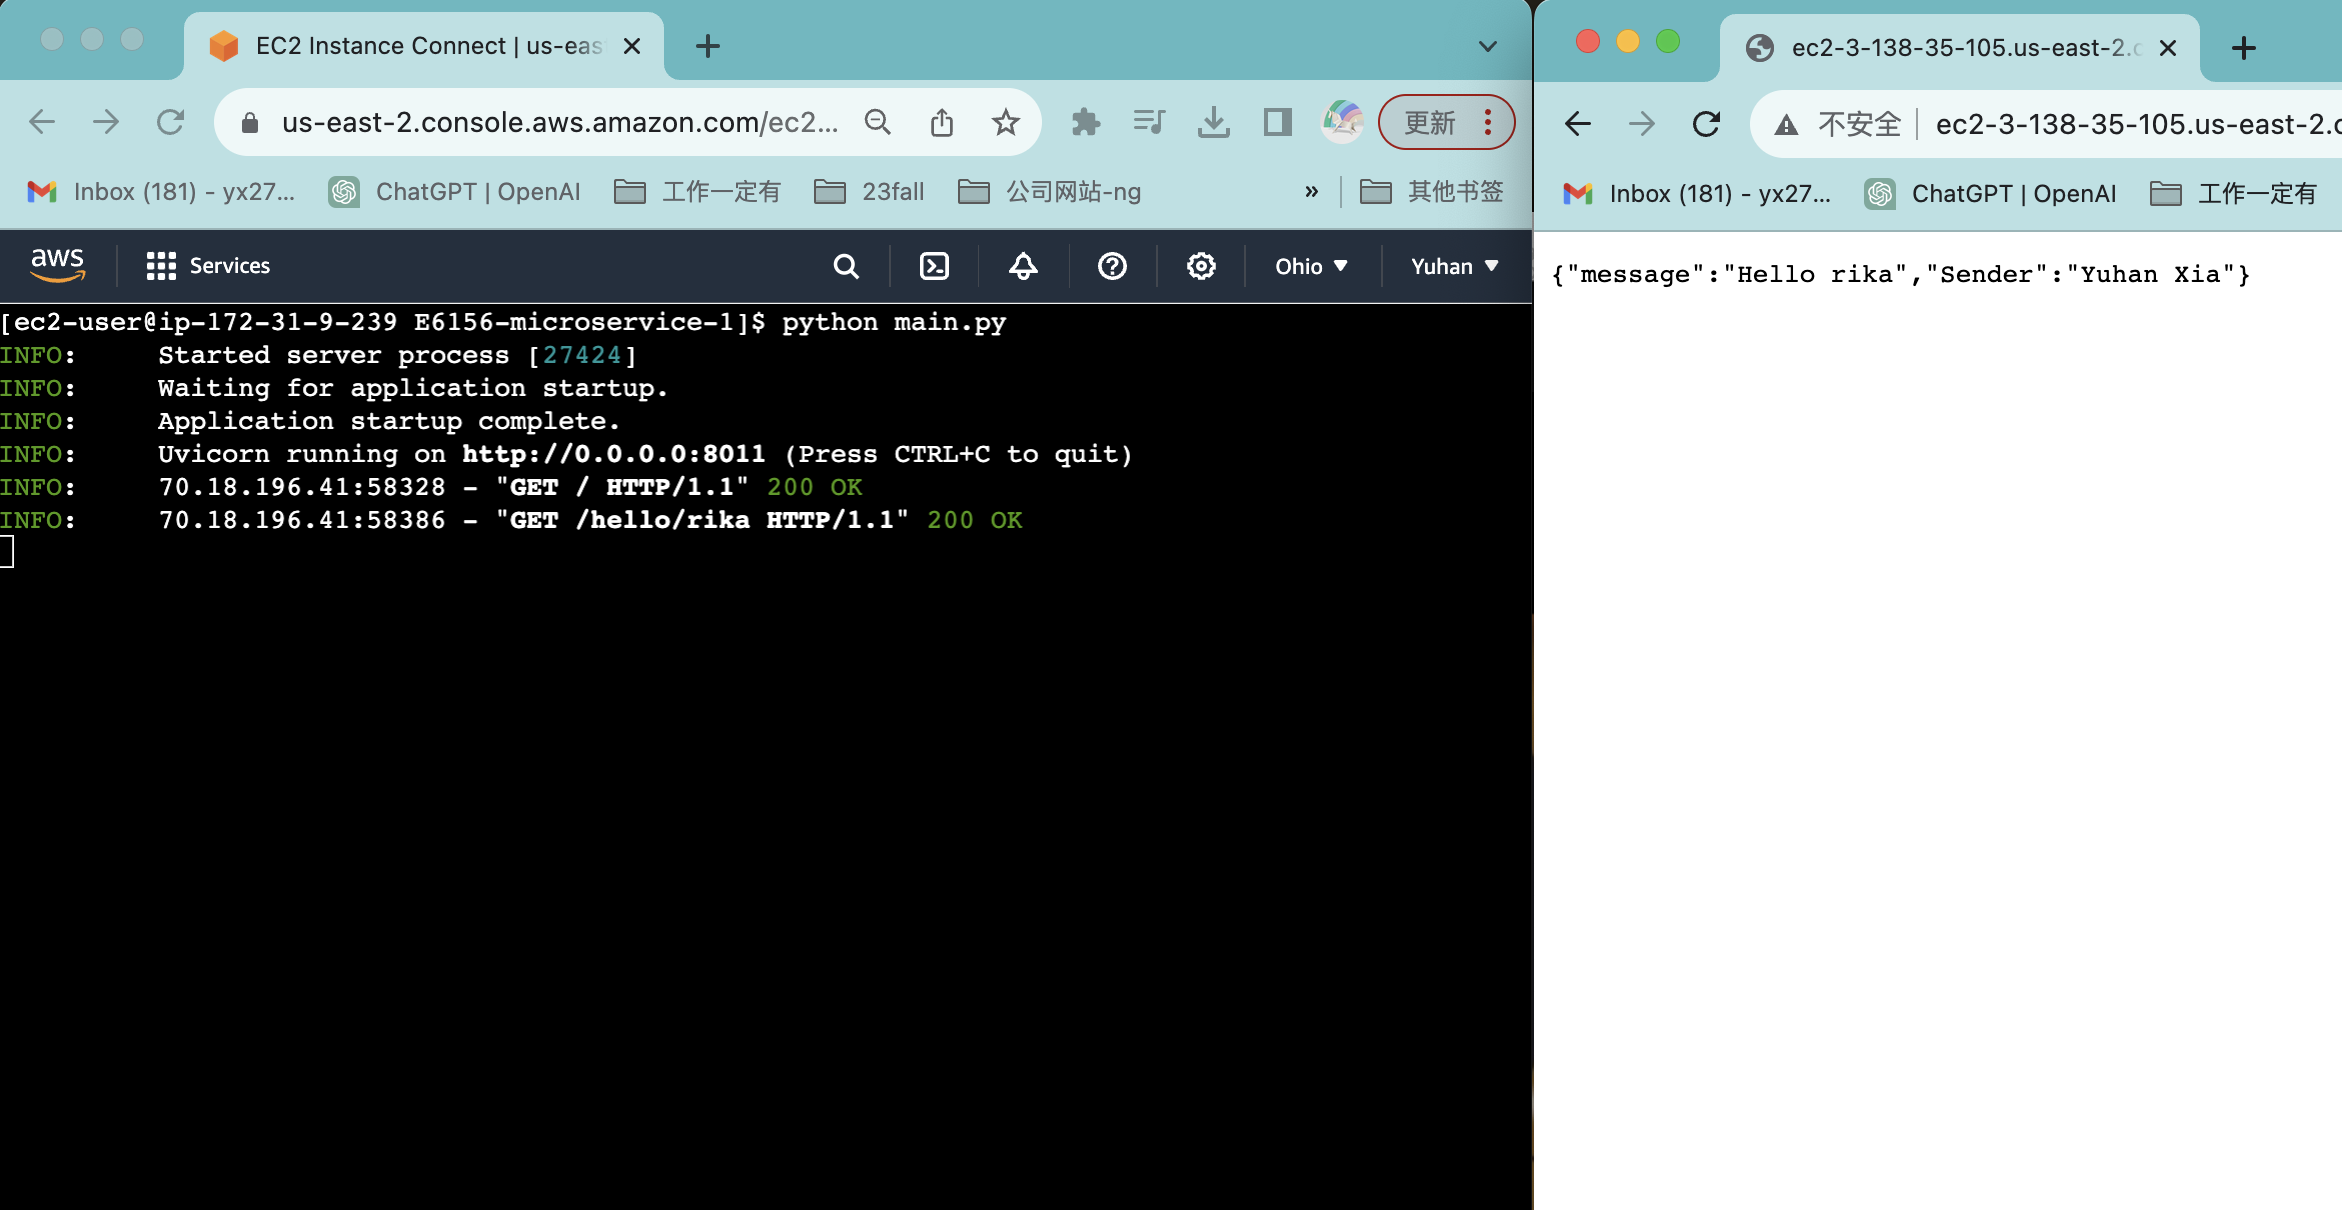 EC2 Instance Connect | us-eas
us-east-2.console.aws.amazon.com/ec2...
更新
Inbox (181) - yx27...
ChatGPT | OpenAI
工作一定有
23fall
公司网站-ng
»
其他书签
aws
Services
Ohio
Yuhan
[ec2-user@ip-172-31-9-239 E6156-microservice-1]$ python main.py
INFO:     Started server process [27424]
INFO:     Waiting for application startup.
INFO:     Application startup complete.
INFO:     Uvicorn running on http://0.0.0.0:8011 (Press CTRL+C to quit)
INFO:     70.18.196.41:58328 - "GET / HTTP/1.1" 200 OK
INFO:     70.18.196.41:58386 - "GET /hello/rika HTTP/1.1" 200 OK
ec2-3-138-35-105.us-east-2.c
不安全
ec2-3-138-35-105.us-east-2.c
Inbox (181) - yx27...
ChatGPT | OpenAI
工作一定有
{"message":"Hello rika","Sender":"Yuhan Xia"}